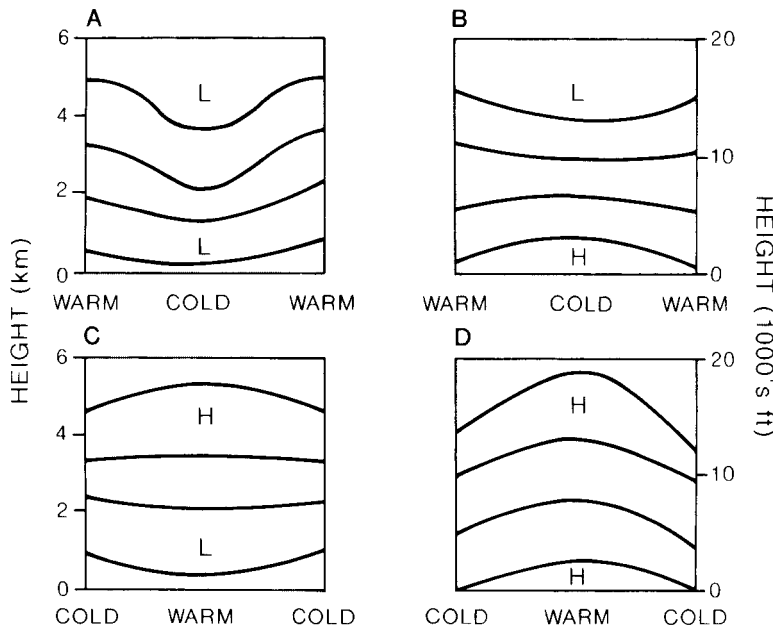 A
B
6
4
2
0
L
L
L
H
20
10
0
WARM COLD WARM
WARM COLD WARM
HEIGHT (km)
HEIGHT (1000's ft)
C
D
6
4
2
0
H
L
H
H
20
10
0
COLD WARM COLD
COLD WARM COLD